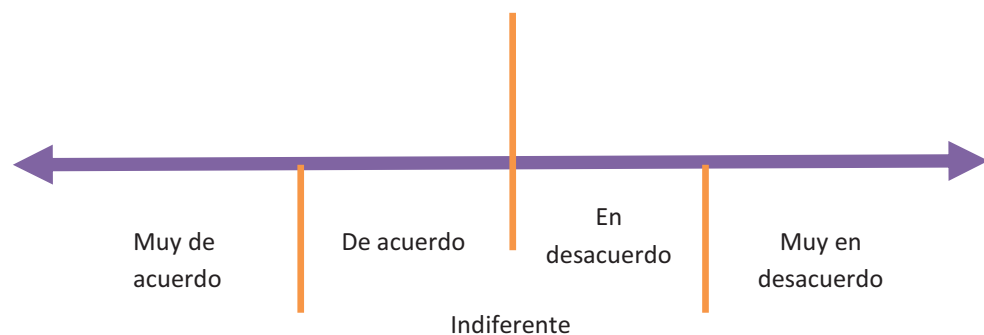 Muy de
acuerdo
De acuerdo
En
desacuerdo
Muy en
desacuerdo
Indiferente